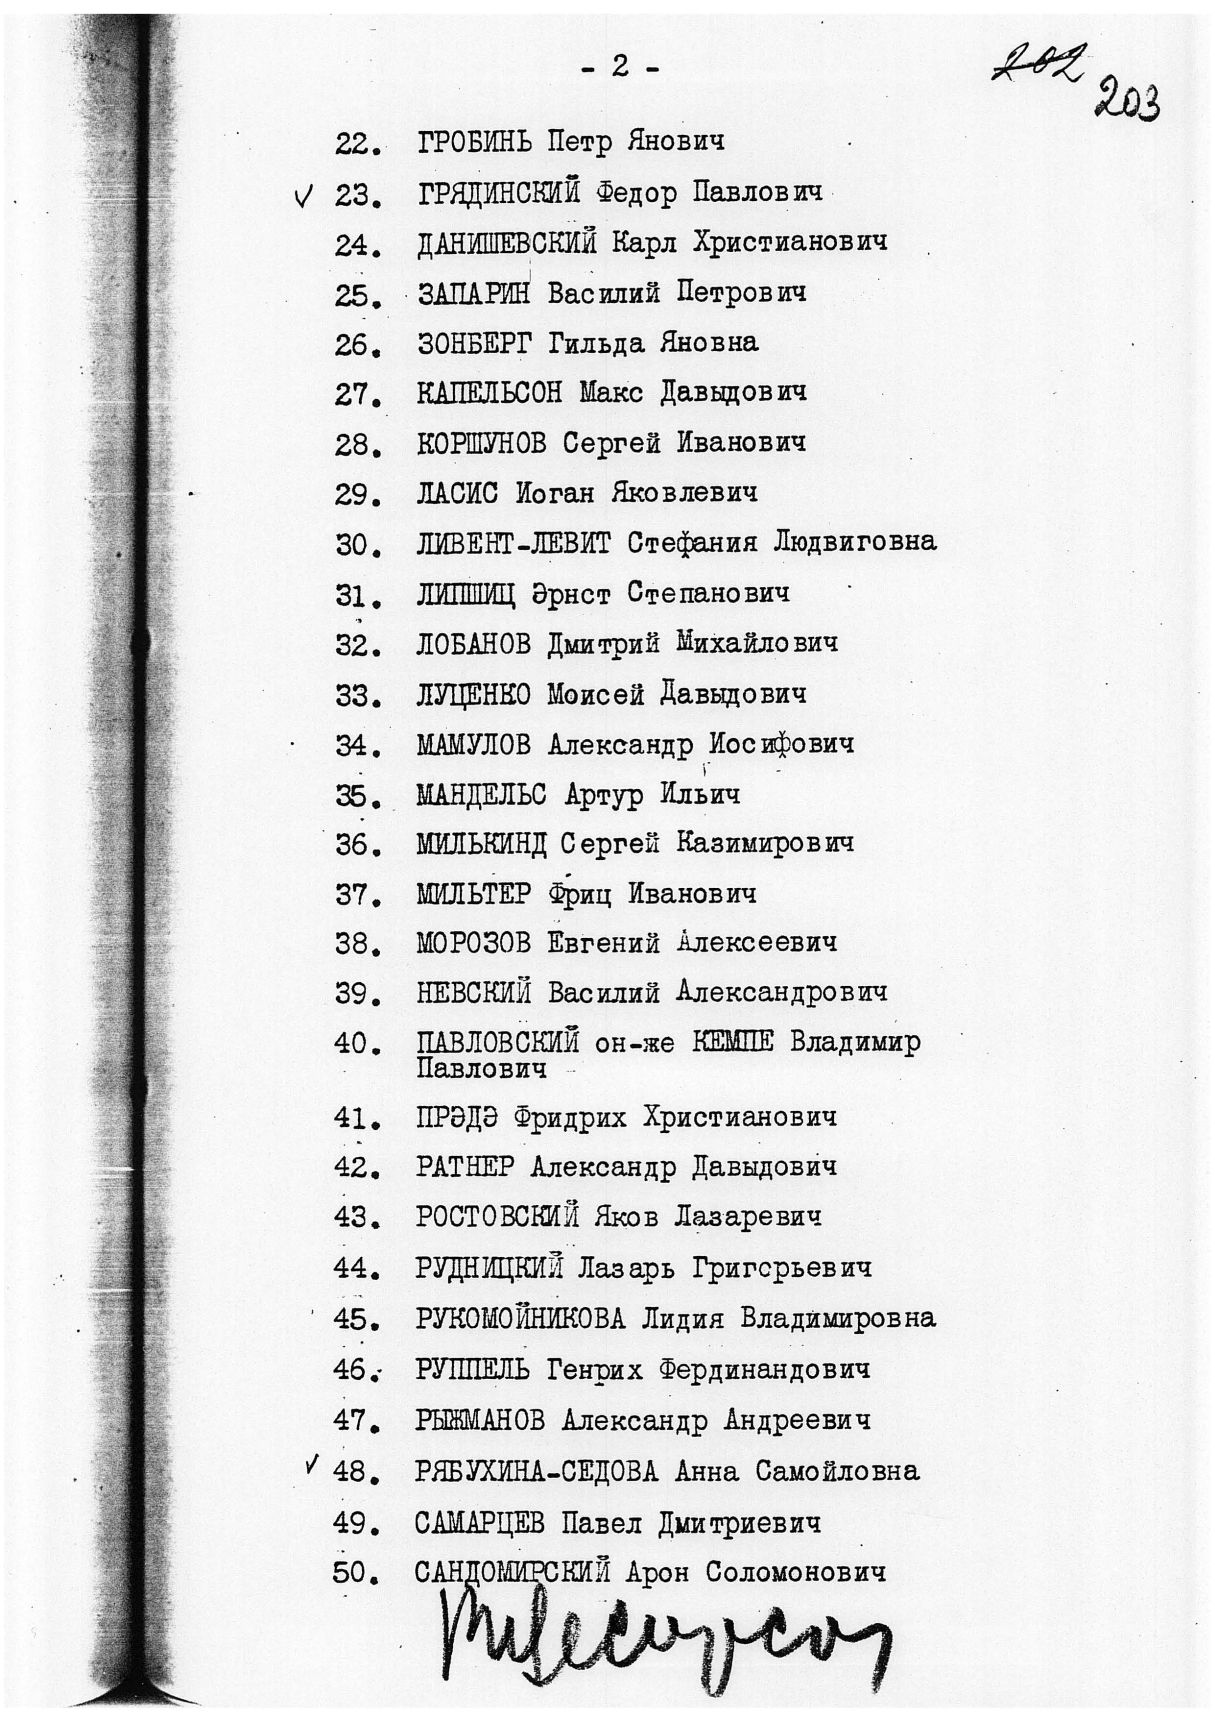 - 2 -
202
203
22. ГРОБИНЬ Петр Янович
✓ 23. ГРЯДИНСКИЙ Федор Павлович
24. ДАНИШЕВСКИЙ Карл Христианович
25. ЗАПАРИН Василий Петрович
26. ЗОНБЕРГ Гильда Яновна
27. КАПЕЛЬСОН Макс Давыдович
28. КОРШУНОВ Сергей Иванович
29. ЛАСИС Иоган Яковлевич
30. ЛИВЕНТ-ЛЕВИТ Стефания Людвиговна
31. ЛИПШИЦ Эрнст Степанович
32. ЛОБАНОВ Дмитрий Михайлович
33. ЛУЦЕНКО Моисей Давыдович
34. МАМУЛОВ Александр Иосифович
35. МАНДЕЛЬС Артур Ильич
36. МИЛЬКИНД Сергей Казимирович
37. МИЛЬТЕР Фриц Иванович
38. МОРОЗОВ Евгений Алексеевич
39. НЕВСКИЙ Василий Александрович
40. ПАВЛОВСКИЙ он-же КЕМПЕ Владимир
Павлович
41. ПРЭДЭ Фридрих Христианович
42. РАТНЕР Александр Давыдович
43. РОСТОВСКИЙ Яков Лазаревич
44. РУДНИЦКИЙ Лазарь Григорьевич
45. РУКОМОЙНИКОВА Лидия Владимировна
46. РУППЕЛЬ Генрих Фердинандович
47. РЫЖМАНОВ Александр Андреевич
✓ 48. РЯБУХИНА-СЕДОВА Анна Самойловна
49. САМАРЦЕВ Павел Дмитриевич
50. САНДОМИРСКИЙ Арон Соломонович